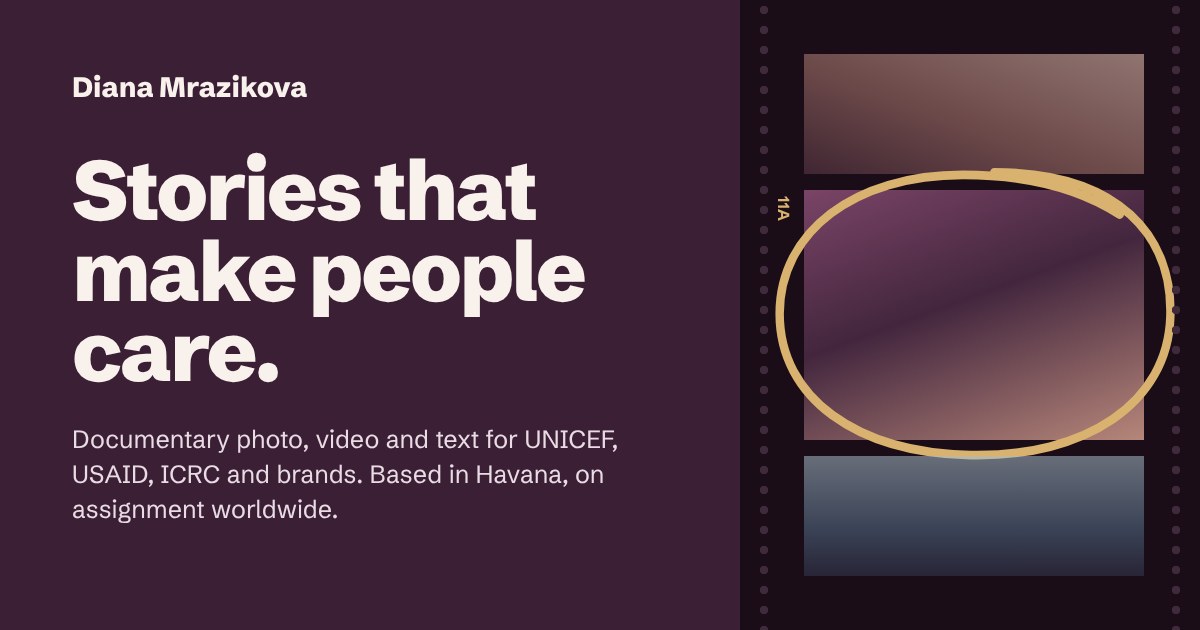 Diana Mrazikova
Stories that
make people
care.
Documentary photo, video and text for UNICEF,
USAID, ICRC and brands. Based in Havana, on
assignment worldwide.
11A